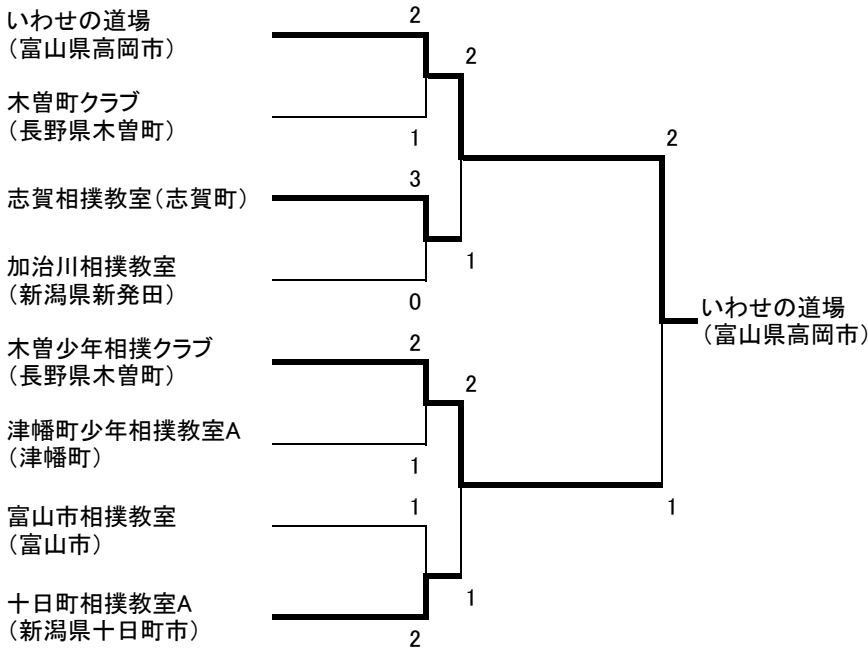 いわせの道場
（富山県高岡市）
2
2
木曽町クラブ
（長野県木曽町）
1
2
志賀相撲教室（志賀町）
3
1
加治川相撲教室
（新潟県新発田）
0
いわせの道場
（富山県高岡市）
木曽少年相撲クラブ
（長野県木曽町）
2
2
津幡町少年相撲教室A
（津幡町）
1
1
富山市相撲教室
（富山市）
1
1
十日町相撲教室A
（新潟県十日町市）
2